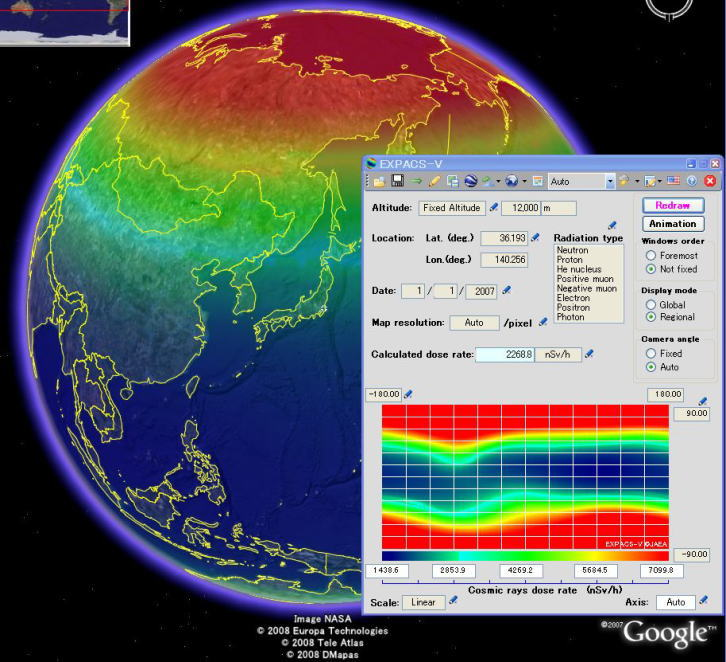 EXPACS-V
Auto
Altitude: Fixed Altitude 12,000 m
Redraw
Animation
Location: Lat. (deg.) 36.193
Lon.(deg.) 140.256
Radiation type
Neutron
Proton
He nucleus
Positive muon
Negative muon
Electron
Positron
Photon
Windows order
Foremost
Not fixed
Date: 1 / 1 / 2007
Display mode
Global
Regional
Map resolution: Auto /pixel
Camera angle
Fixed
Auto
Calculated dose rate: 2268.8 nSv/h
-180.00 180.00
90.00
EXPACS-V ©JAEA
-90.00
1438.6 2853.9 4269.2 5684.5 7099.8
Cosmic rays dose rate (nSv/h)
Scale: Linear Axis: Auto
Image NASA
© 2008 Europa Technologies
© 2008 Tele Atlas
© 2008 DMapas
©2007 Google™